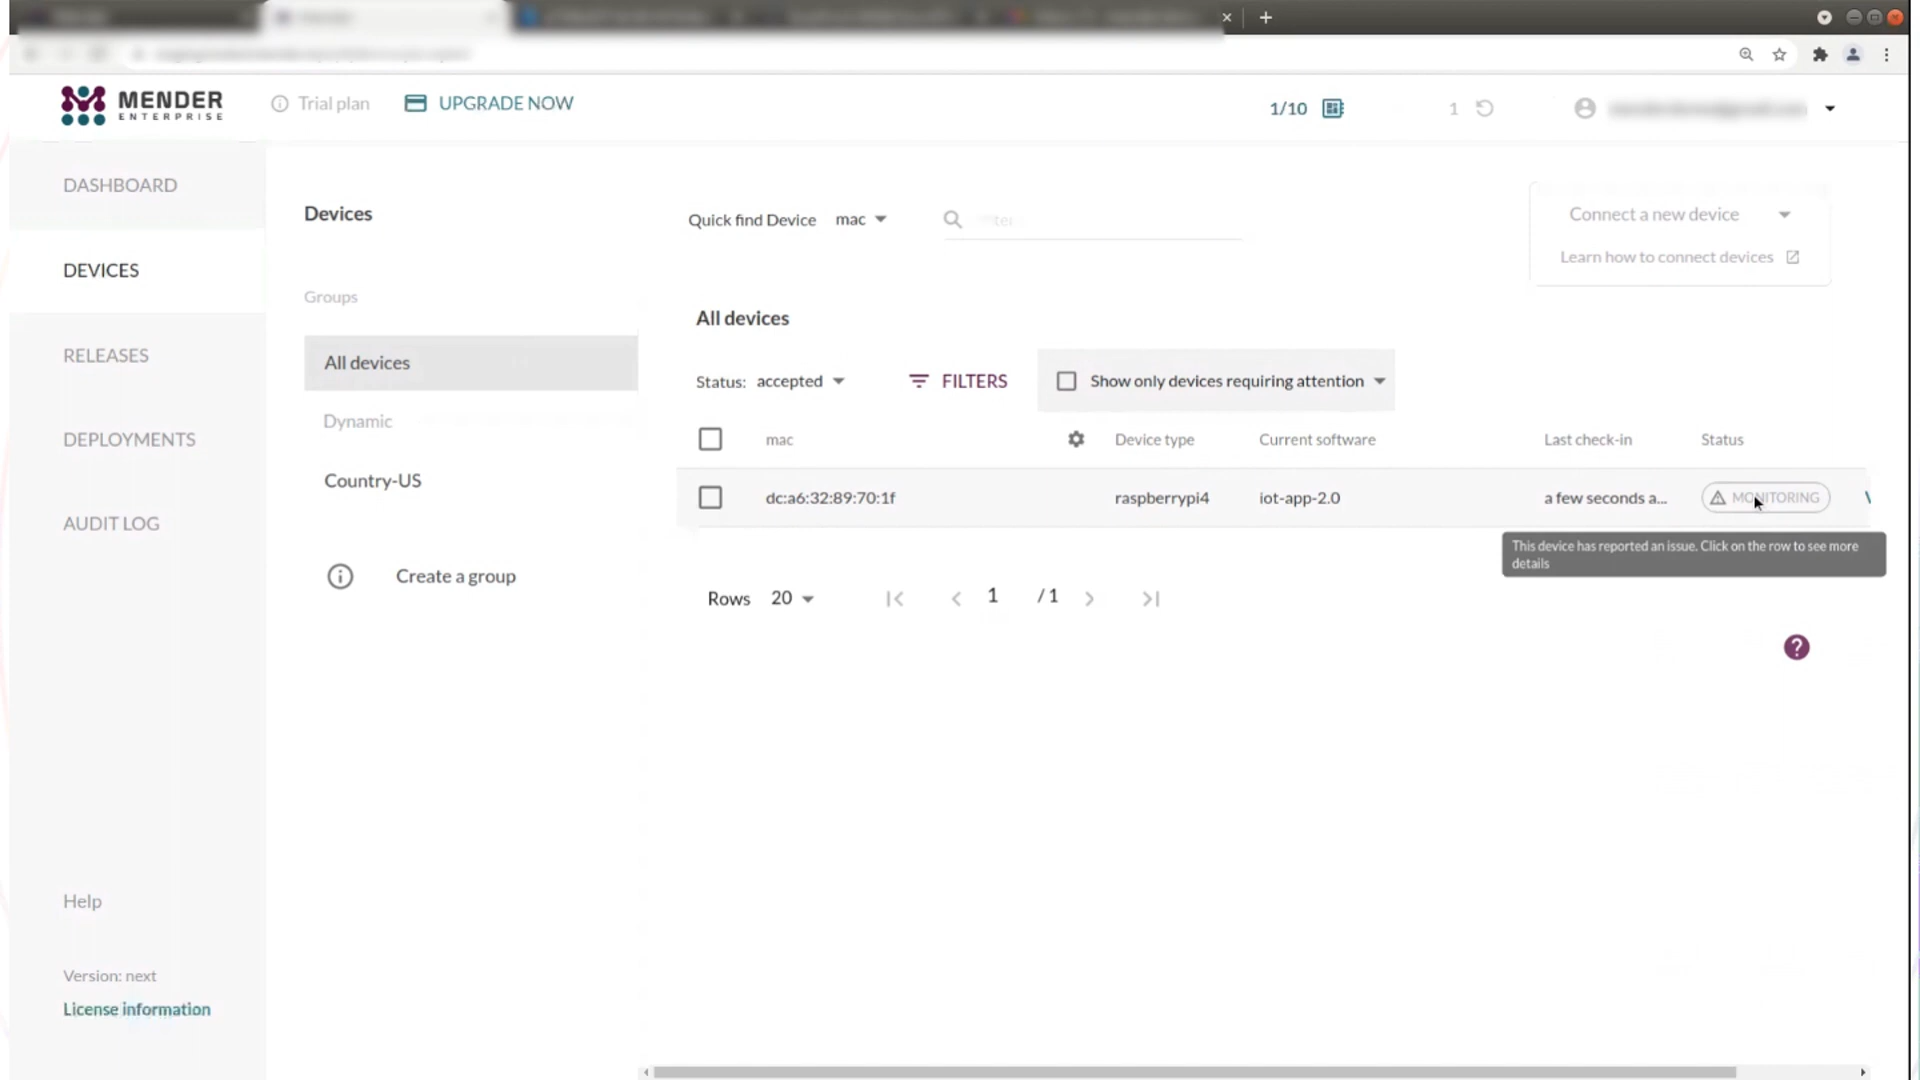 MENDER
ENTERPRISE
Trial plan
UPGRADE NOW
1/10
1
DASHBOARD
DEVICES
RELEASES
DEPLOYMENTS
AUDIT LOG
Help
Version: next
License information
Devices
Groups
All devices
Dynamic
Country-US
Create a group
Quick find Device mac
Connect a new device
Learn how to connect devices
All devices
Status: accepted
FILTERS
Show only devices requiring attention
mac Device type Current software Last check-in Status
dc:a6:32:89:70:1f raspberrypi4 iot-app-2.0 a few seconds a... MONITORING
This device has reported an issue. Click on the row to see more
details
Rows 20 1 / 1
?